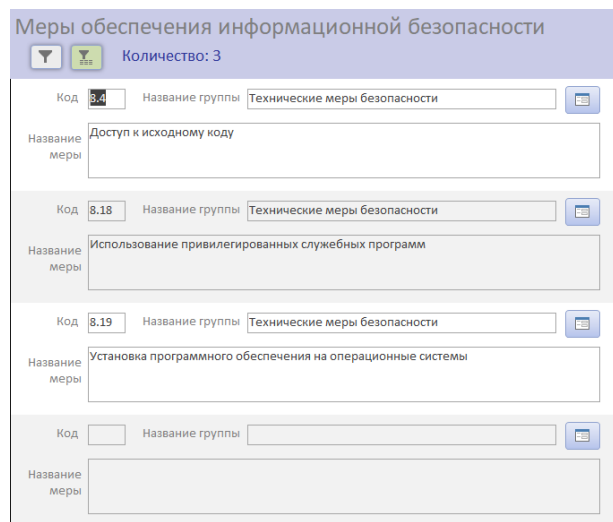 Меры обеспечения информационной безопасности
Количество: 3
Код 8.4 Название группы Технические меры безопасности
Название меры Доступ к исходному коду
Код 8.18 Название группы Технические меры безопасности
Название меры Использование привилегированных служебных программ
Код 8.19 Название группы Технические меры безопасности
Название меры Установка программного обеспечения на операционные системы
Код Название группы
Название меры